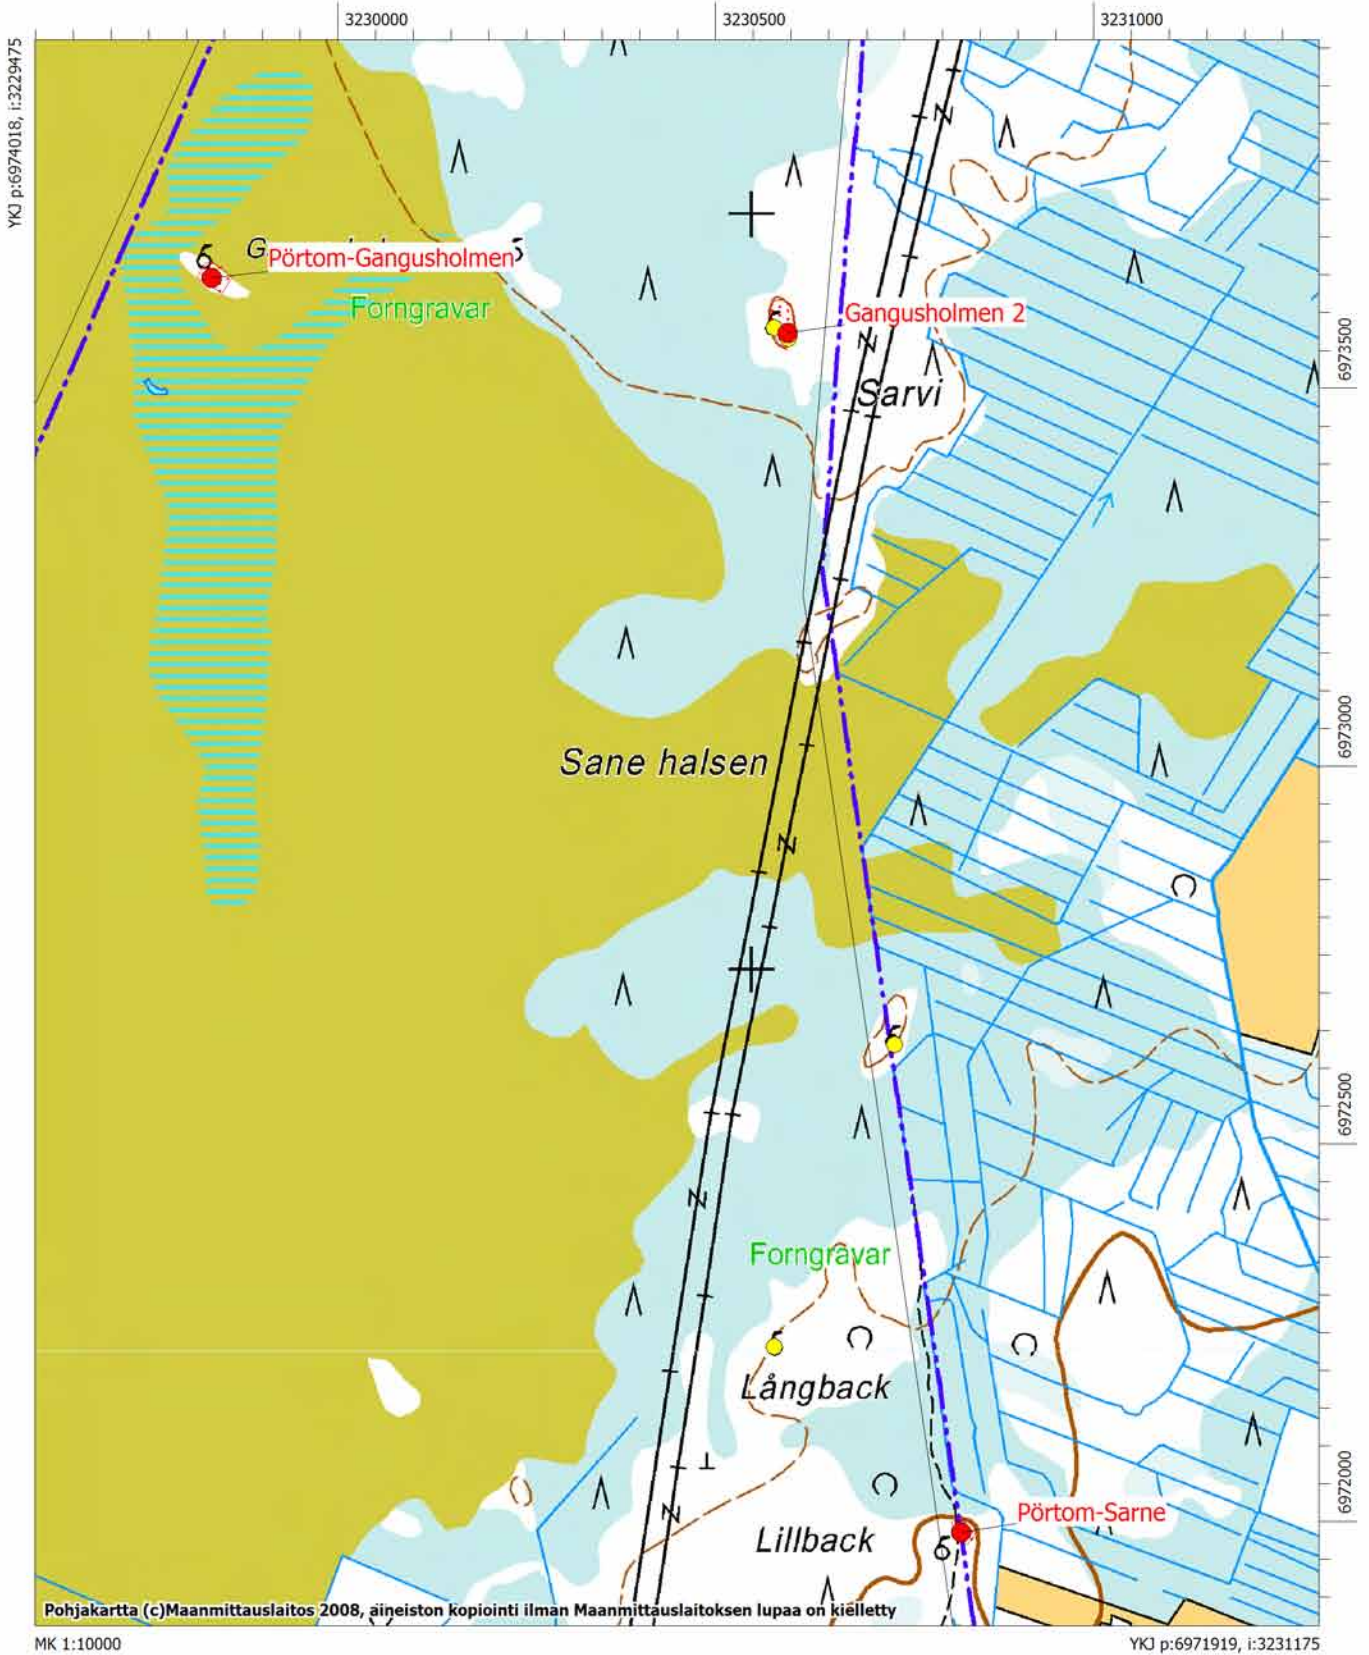 3230000
3230500
3231000
YKJ p:6974018, i:3229475
Pörtom-Gangusholmen
Forngravar
Gangusholmen 2
6973500
Sarvi
6973000
Sane halsen
6972500
Forngravar
Långback
6972000
Pörtom-Sarne
Lillback
Pohjakartta (c)Maanmittauslaitos 2008, aineiston kopiointi ilman Maanmittauslaitoksen lupaa on kielletty
MK 1:10000
YKJ p:6971919, i:3231175